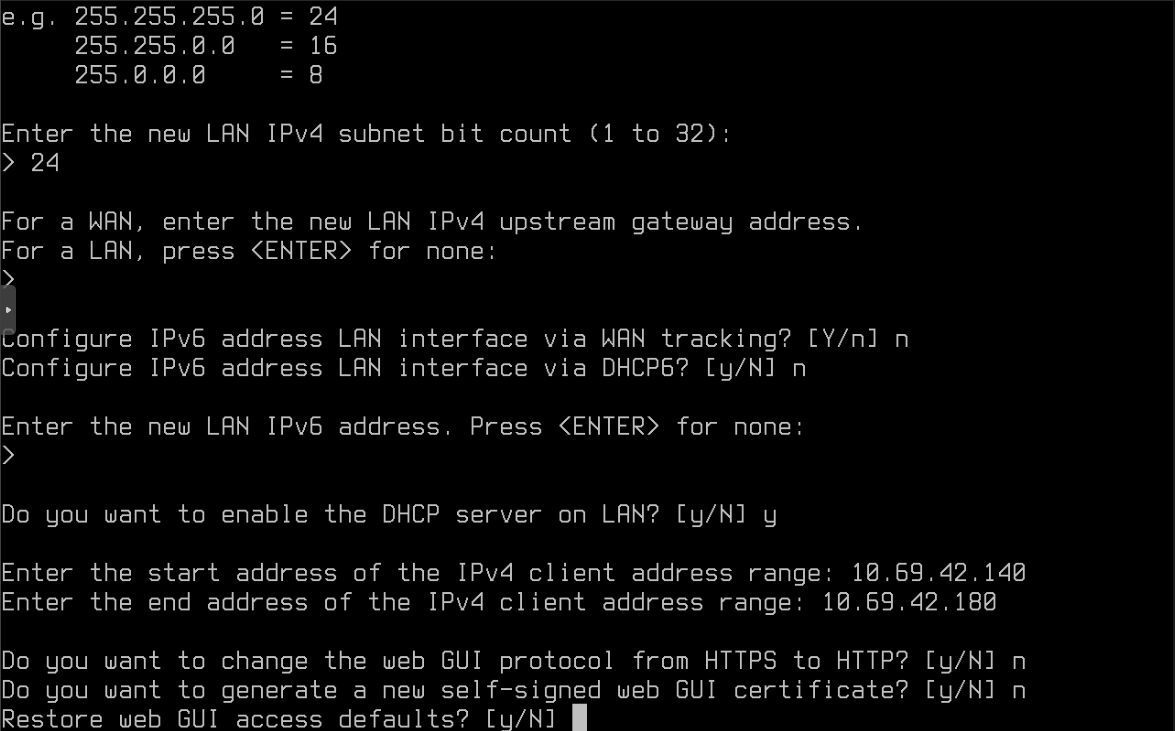 e.g. 255.255.255.0 = 24
     255.255.0.0   = 16
     255.0.0.0     = 8
Enter the new LAN IPv4 subnet bit count (1 to 32):
> 24
For a WAN, enter the new LAN IPv4 upstream gateway address.
For a LAN, press <ENTER> for none:
>
Configure IPv6 address LAN interface via WAN tracking? [Y/n] n
Configure IPv6 address LAN interface via DHCP6? [y/N] n
Enter the new LAN IPv6 address. Press <ENTER> for none:
>
Do you want to enable the DHCP server on LAN? [y/N] y
Enter the start address of the IPv4 client address range: 10.69.42.140
Enter the end address of the IPv4 client address range: 10.69.42.180
Do you want to change the web GUI protocol from HTTPS to HTTP? [y/N] n
Do you want to generate a new self-signed web GUI certificate? [y/N] n
Restore web GUI access defaults? [y/N]